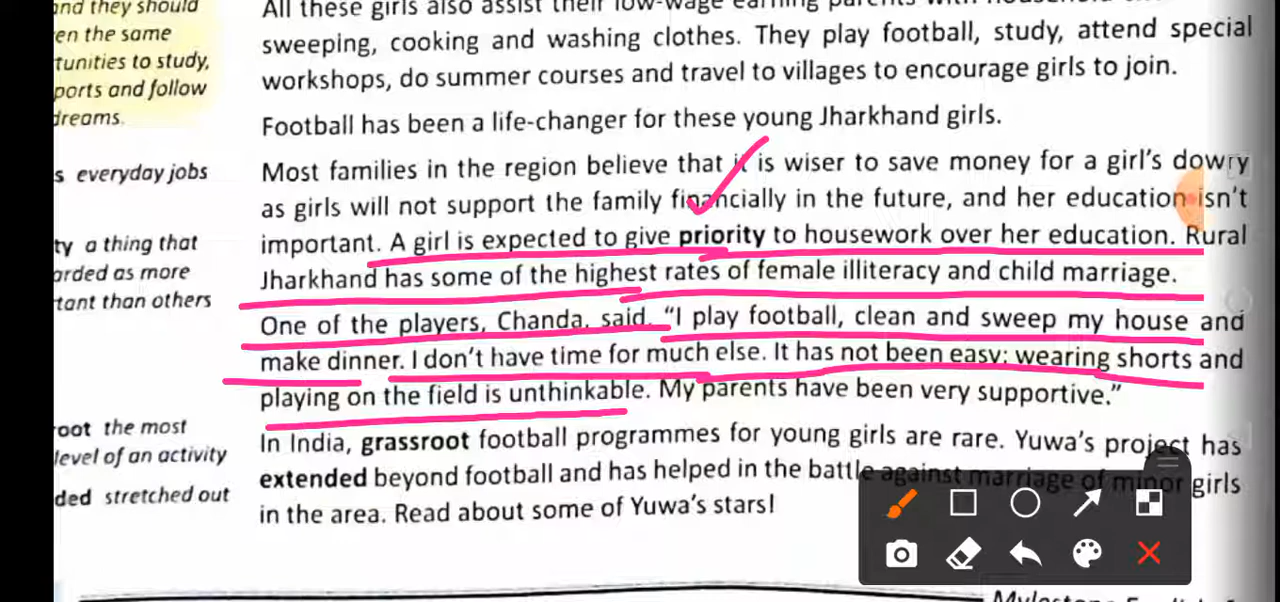 and they should
en the same
tunities to study,
ports and follow
dreams.
s everyday jobs
ty a thing that
arded as more
tant than others
oot the most
level of an activity
ded stretched out
All these girls also assist their low-wage earning parents with household
sweeping, cooking and washing clothes. They play football, study, attend special
workshops, do summer courses and travel to villages to encourage girls to join.
Football has been a life-changer for these young Jharkhand girls.
Most families in the region believe that it is wiser to save money for a girl's dowry
as girls will not support the family financially in the future, and her education isn't
important. A girl is expected to give priority to housework over her education. Rural
Jharkhand has some of the highest rates of female illiteracy and child marriage.
One of the players, Chanda, said, "I play football, clean and sweep my house and
make dinner. I don't have time for much else. It has not been easy: wearing shorts and
playing on the field is unthinkable. My parents have been very supportive."
In India, grassroot football programmes for young girls are rare. Yuwa's project has
extended beyond football and has helped in the battle against marriage of minor girls
in the area. Read about some of Yuwa's stars!